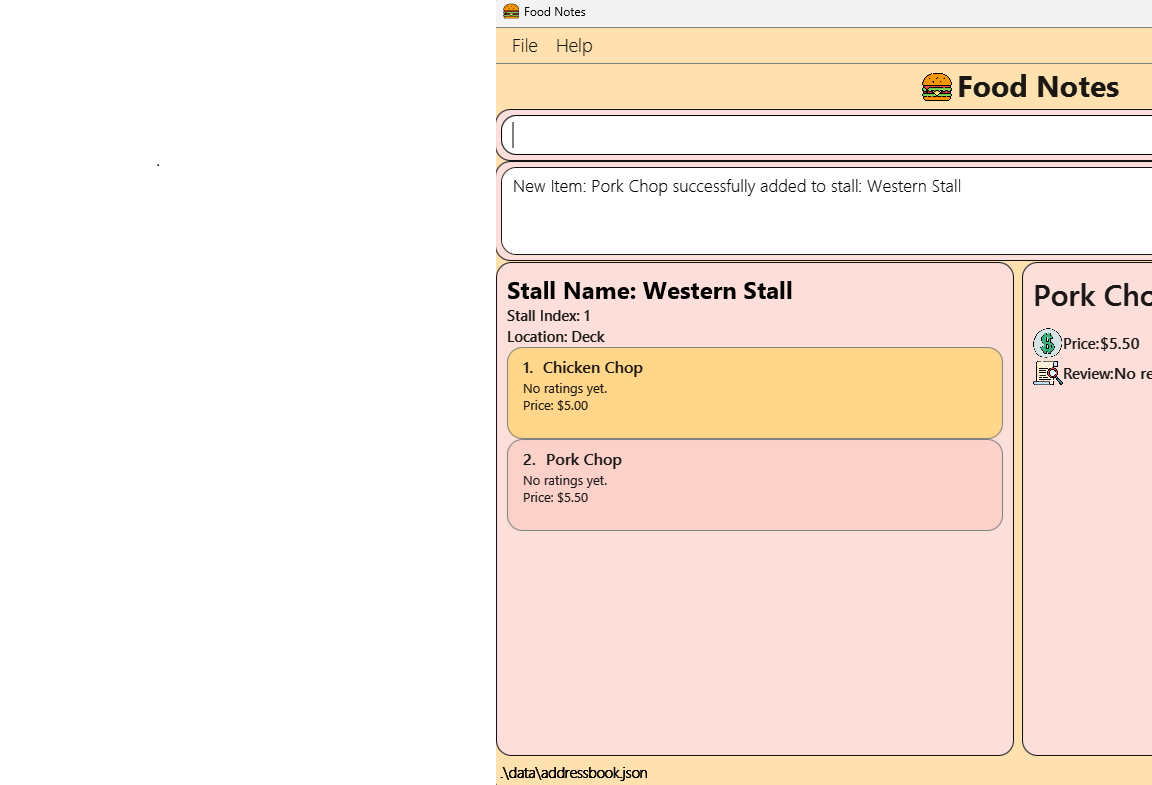 Food Notes
File Help
Food Notes
New Item: Pork Chop successfully added to stall: Western Stall
Stall Name: Western Stall
Stall Index: 1
Location: Deck
1. Chicken Chop
No ratings yet.
Price: $5.00
2. Pork Chop
No ratings yet.
Price: $5.50
Pork Cho
Price:$5.50
Review:No re
.\data\addressbook.json
.